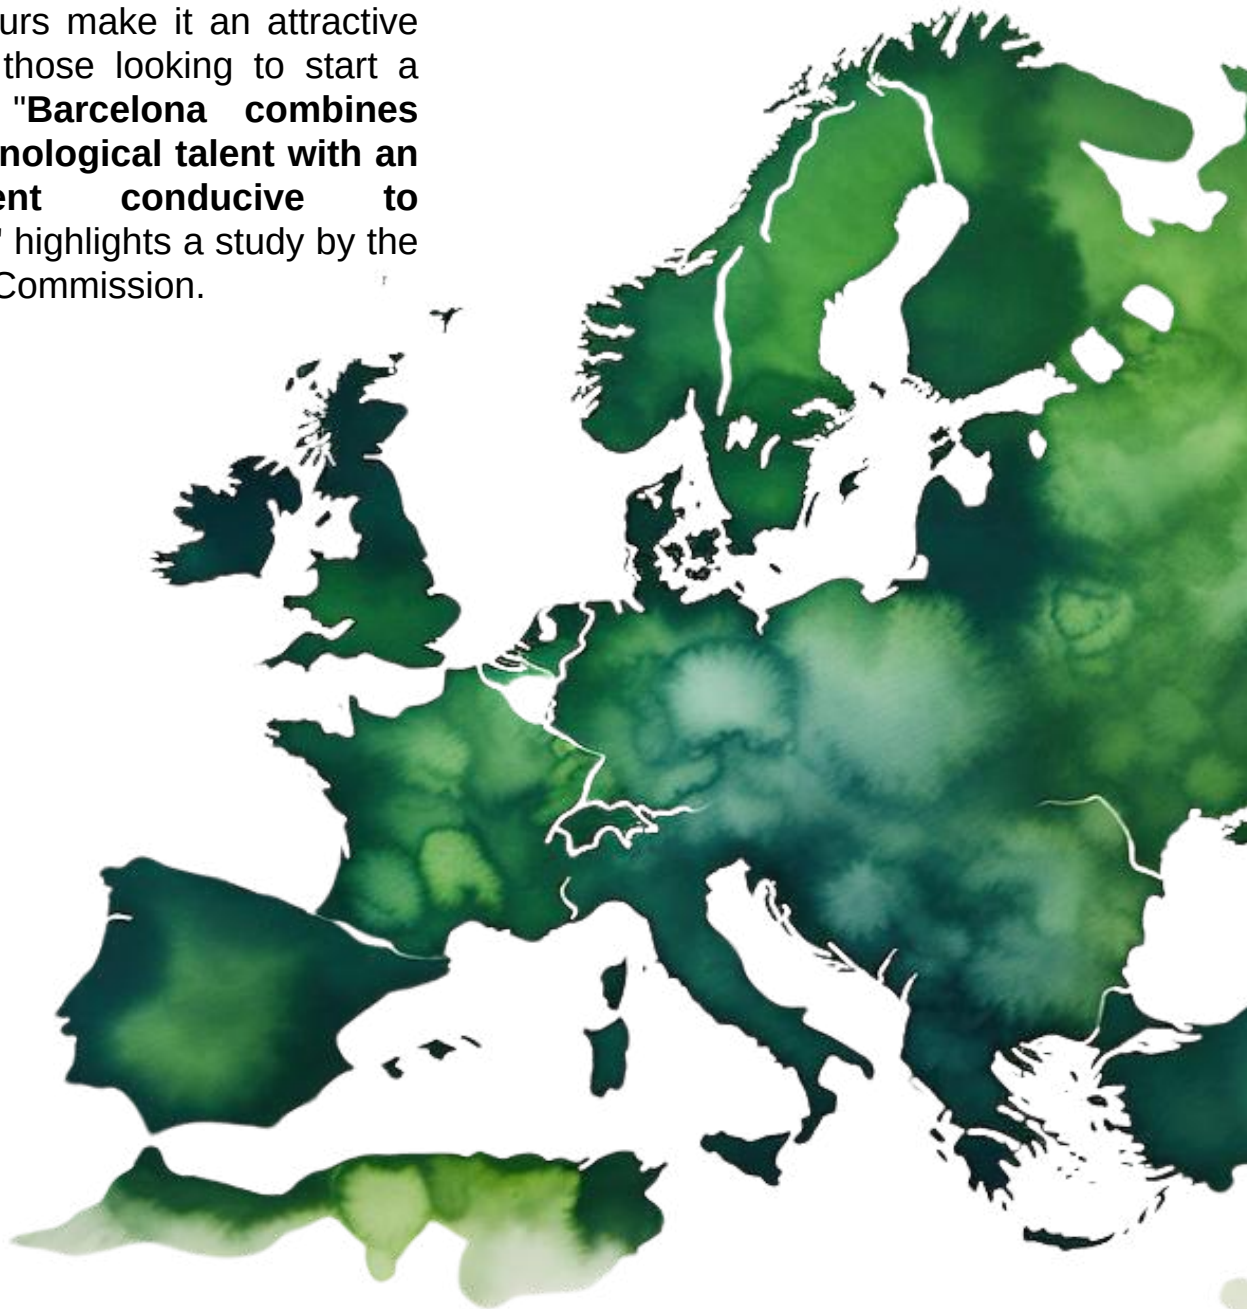 urs make it an attractive
those looking to start a
"Barcelona combines
nological talent with an
ent conducive to
" highlights a study by the
Commission.